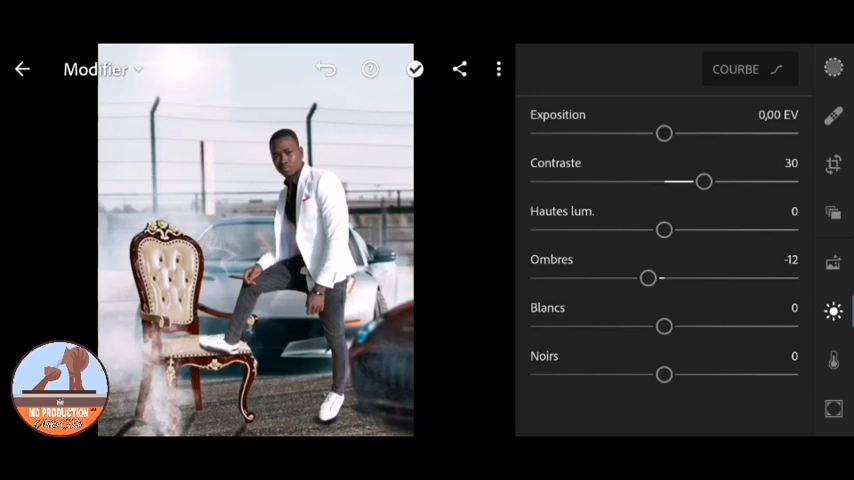 Modifier
COURBE
Exposition 0,00 EV
Contraste 30
Hautes lum. 0
Ombres -12
Blancs 0
Noirs 0
MD PRODUCTION